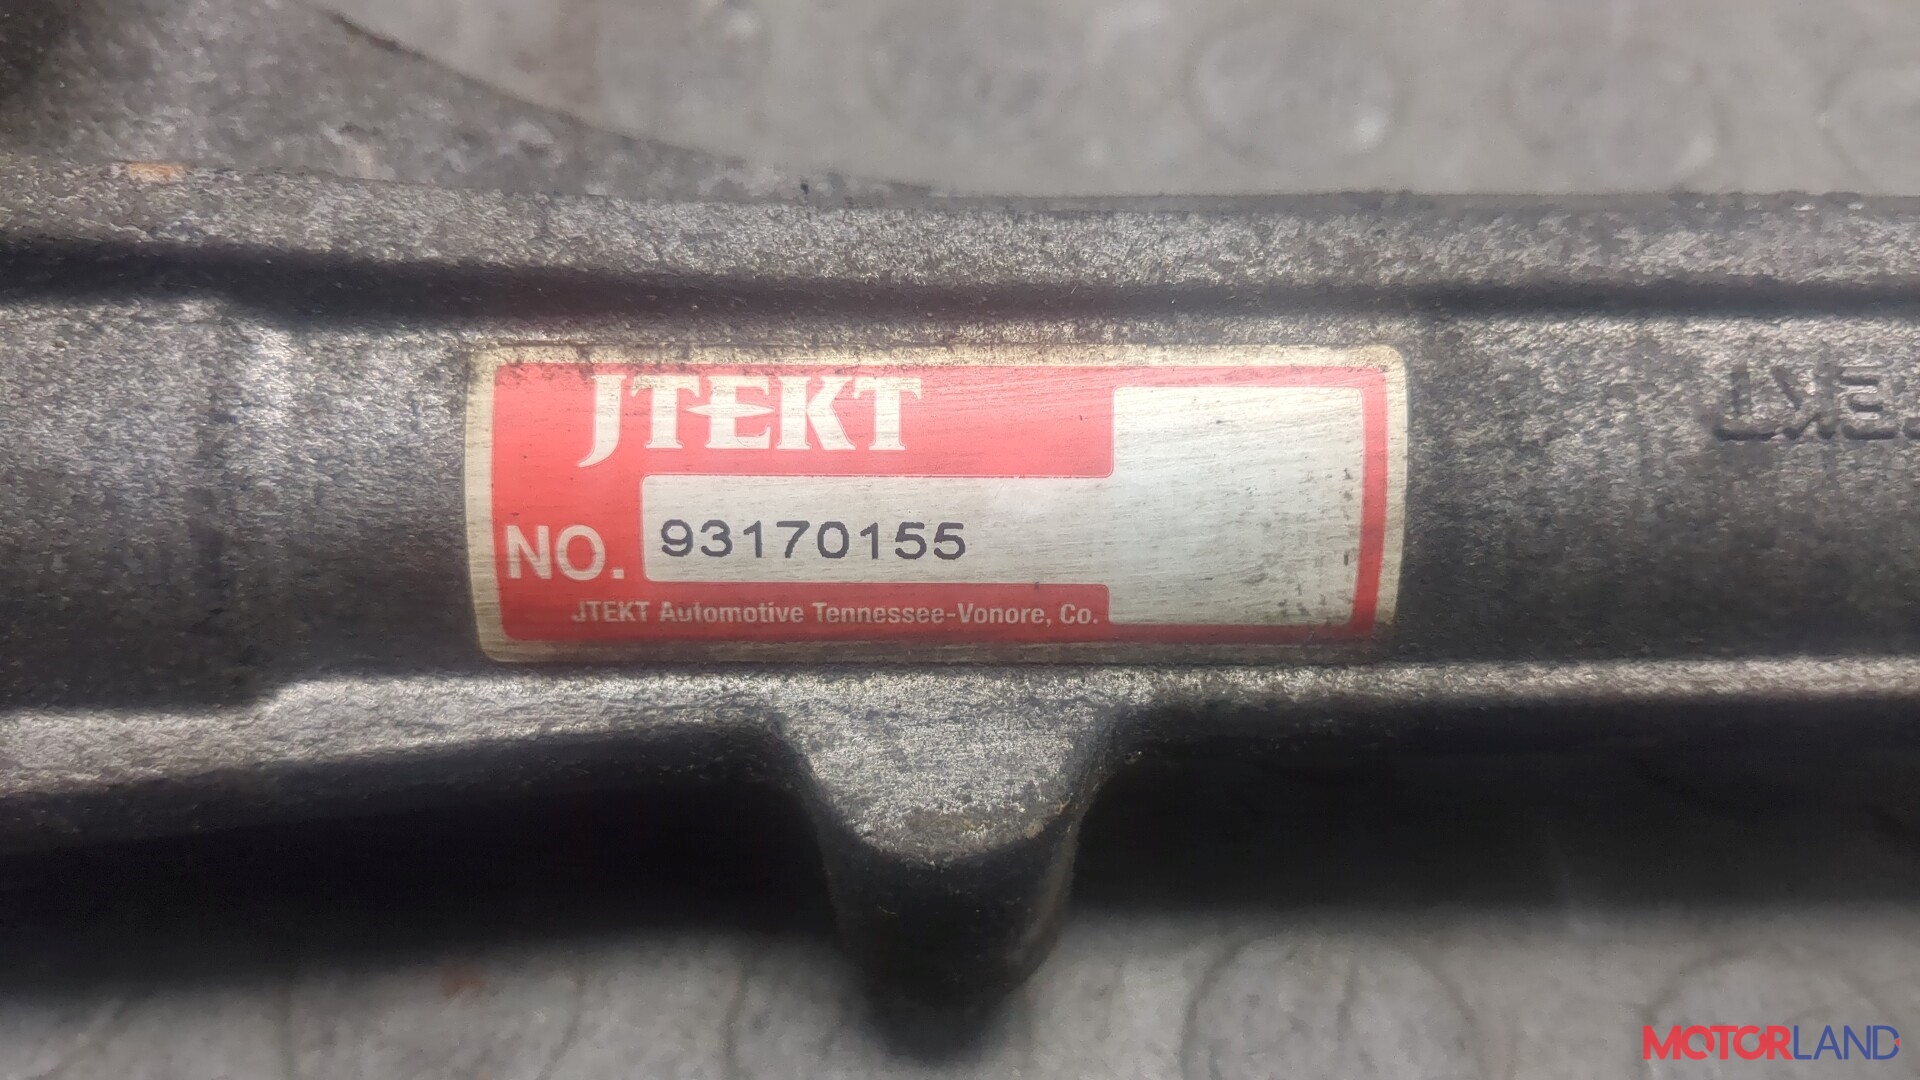 JTEKT
NO. 93170155
JTEKT Automotive Tennessee-Vonore, Co.
MOTORLAND